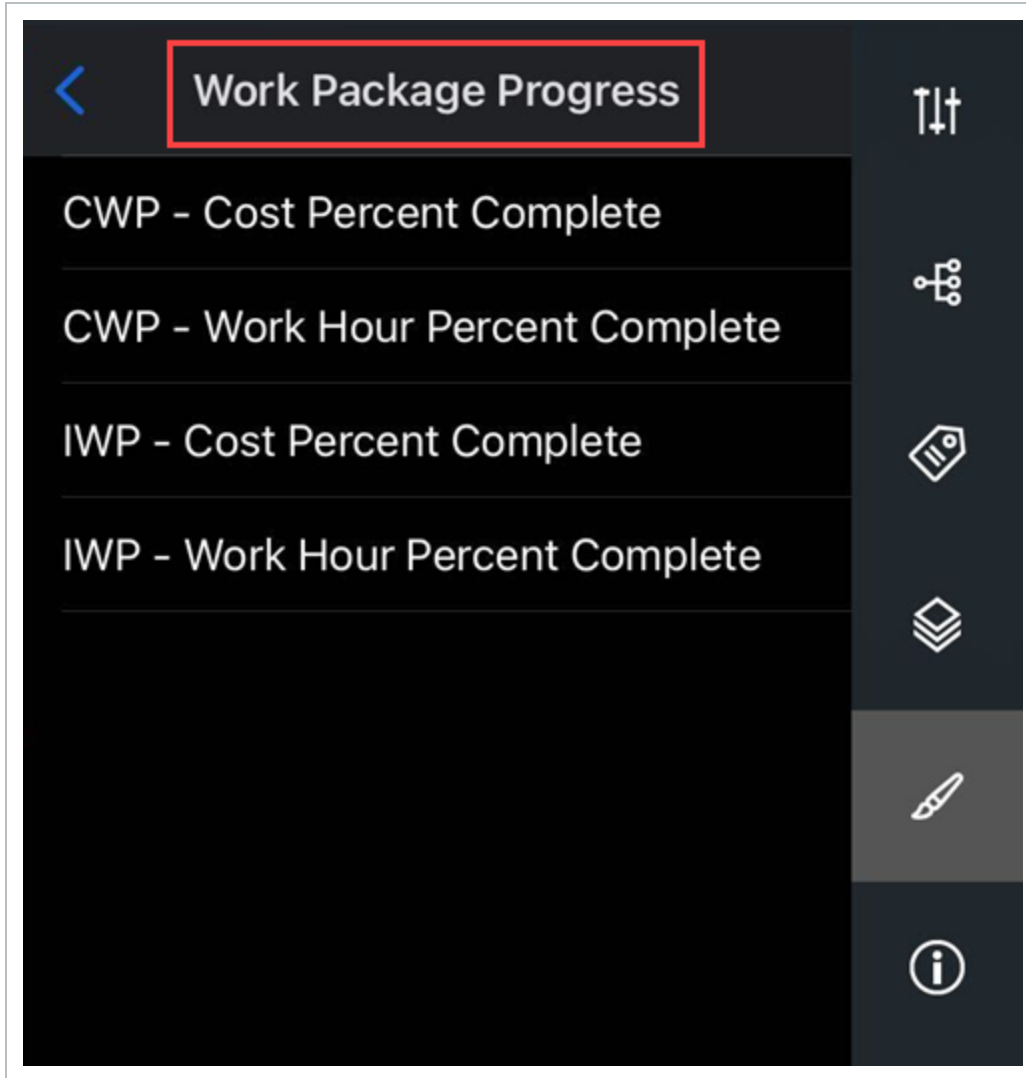 Work Package Progress
CWP - Cost Percent Complete
CWP - Work Hour Percent Complete
IWP - Cost Percent Complete
IWP - Work Hour Percent Complete